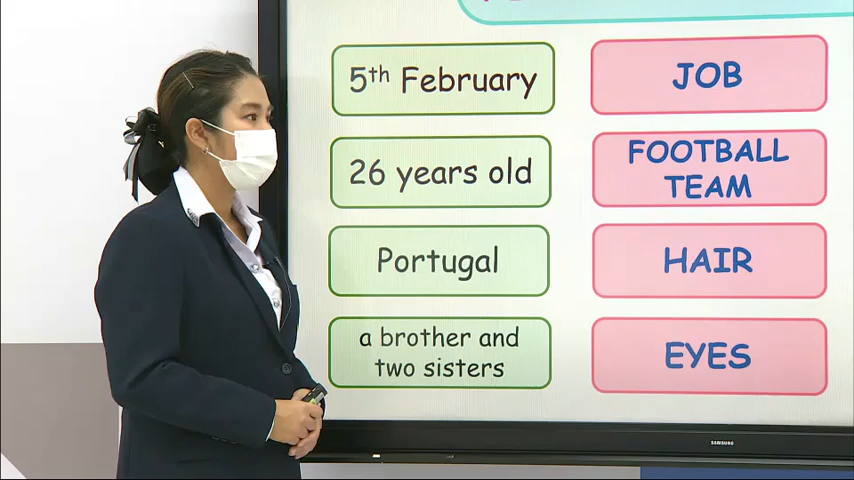 5th February
JOB
26 years old
FOOTBALL
TEAM
Portugal
HAIR
a brother and
two sisters
EYES
SAMSUNG